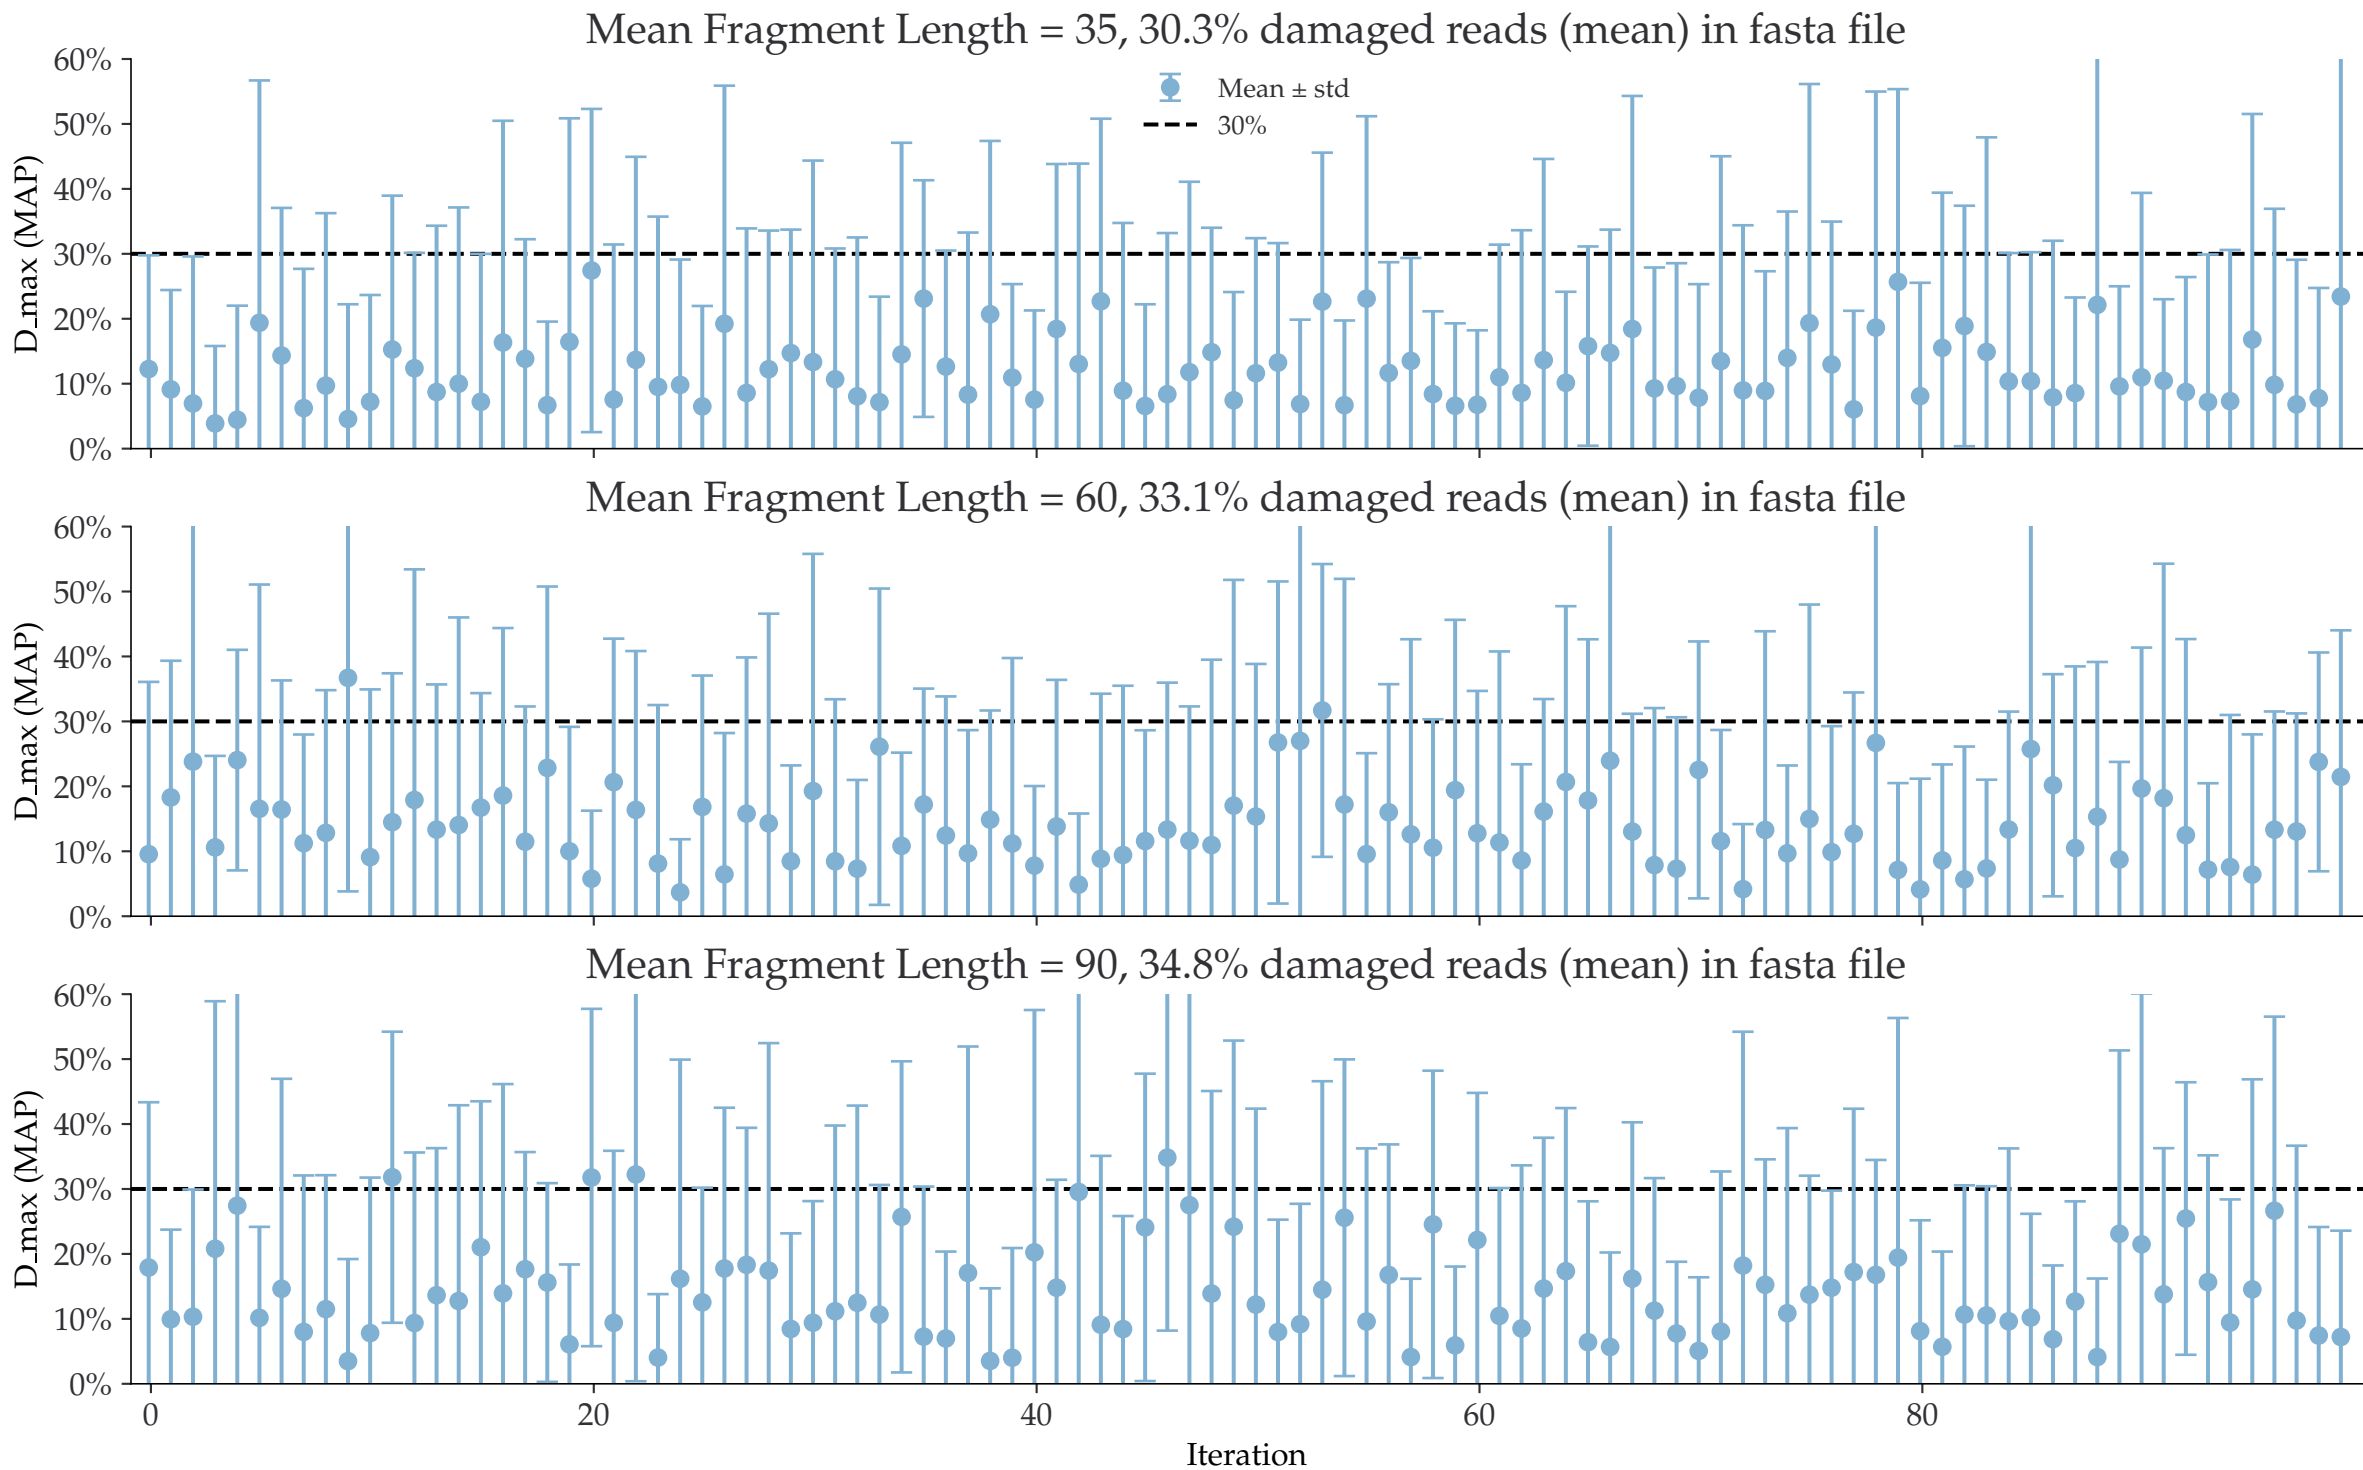 Mean Fragment Length = 35, 30.3% damaged reads (mean) in fasta file
60%
50%
40%
30%
20%
10%
0%
D_max (MAP)
Mean ± std
30%
Mean Fragment Length = 60, 33.1% damaged reads (mean) in fasta file
60%
50%
40%
30%
20%
10%
0%
D_max (MAP)
Mean Fragment Length = 90, 34.8% damaged reads (mean) in fasta file
60%
50%
40%
30%
20%
10%
0%
D_max (MAP)
0 20 40 60 80
Iteration